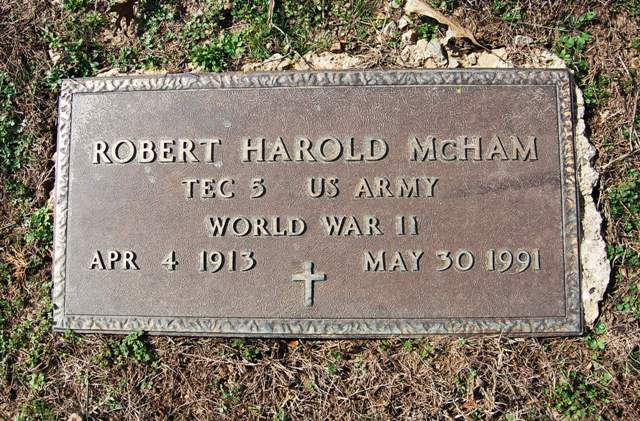 ROBERT HAROLD McHAM
TEC 5 US ARMY
WORLD WAR II
APR 4 1913 MAY 30 1991